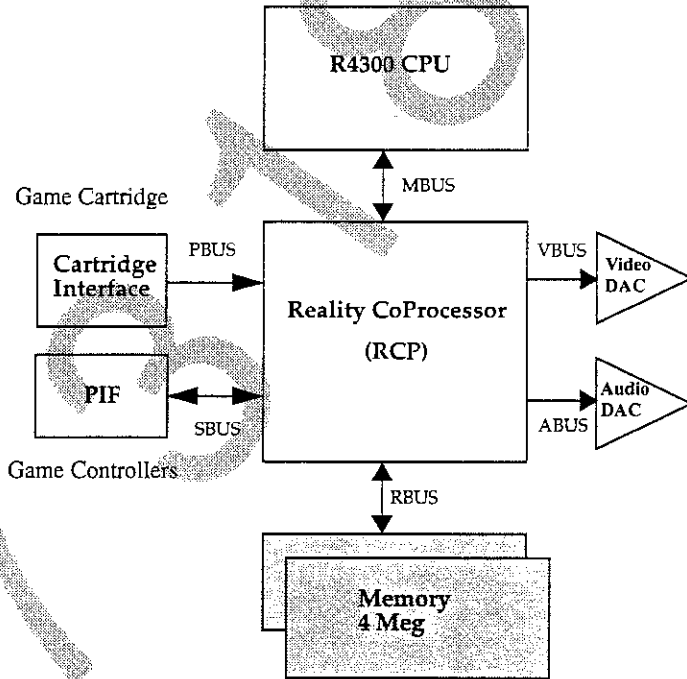 R4300 CPU
MBUS
Game Cartridge
PBUS
VBUS
Cartridge
Interface
Video
DAC
Reality CoProcessor
(RCP)
PIF
SBUS
Audio
DAC
ABUS
Game Controllers
RBUS
Memory
4 Meg